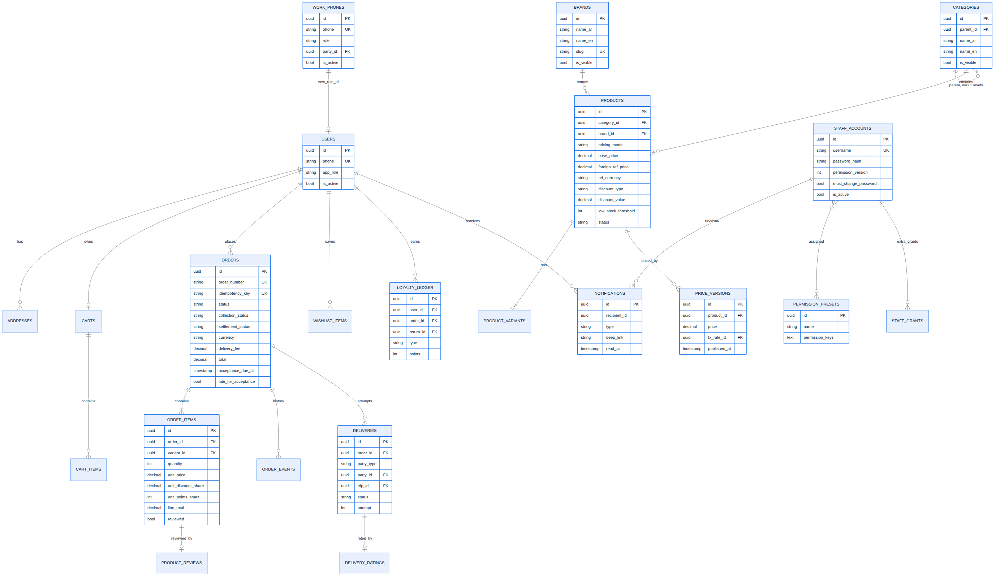 WORK_PHONES
uuid id PK
string phone UK
string role
uuid party_id FK
bool is_active
BRANDS
uuid id PK
string name_ar
string name_en
string slug UK
bool is_visible
CATEGORIES
uuid id PK
uuid parent_id FK
string name_ar
string name_en
bool is_visible
sets_role_of
brands
contains
parent, max 2 levels
PRODUCTS
uuid id PK
uuid category_id FK
uuid brand_id FK
string pricing_mode
decimal base_price
decimal foreign_ref_price
string ref_currency
string discount_type
decimal discount_value
int low_stock_threshold
string status
STAFF_ACCOUNTS
uuid id PK
string username UK
string password_hash
int permission_version
bool must_change_password
bool is_active
USERS
uuid id PK
string phone UK
string app_role
bool is_active
receives
receives
has
owns
places
saves
earns
assigned
extra_grants
has
priced_by
ORDERS
uuid id PK
string order_number UK
string idempotency_key UK
string status
string collection_status
string settlement_status
string currency
decimal delivery_fee
decimal total
timestamp acceptance_due_at
bool late_for_acceptance
LOYALTY_LEDGER
uuid id PK
uuid user_id FK
uuid order_id FK
uuid return_id FK
string type
int points
NOTIFICATIONS
uuid id PK
uuid recipient_id
string type
string deep_link
timestamp read_at
PRICE_VERSIONS
uuid id PK
uuid product_id FK
decimal price
uuid fx_rate_id FK
timestamp published_at
PERMISSION_PRESETS
uuid id PK
string name
text permission_keys
ADDRESSES
CARTS
WISHLIST_ITEMS
PRODUCT_VARIANTS
STAFF_GRANTS
contains
contains
history
attempts
ORDER_ITEMS
uuid id PK
uuid order_id FK
uuid variant_id FK
int quantity
decimal unit_price
decimal unit_discount_share
int unit_points_share
decimal line_total
bool reviewed
DELIVERIES
uuid id PK
uuid order_id FK
string party_type
uuid party_id FK
uuid trip_id FK
string status
int attempt
CART_ITEMS
ORDER_EVENTS
reviewed_by
rated_by
PRODUCT_REVIEWS
DELIVERY_RATINGS